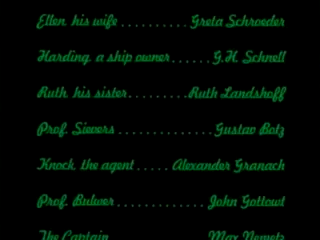 Ellen, his wife .......... Greta Schroeder
Harding, a ship owner ...... G.H. Schnell
Ruth, his sister ......... Ruth Landshoff
Prof. Sievers .............. Gustav Botz
Knock, the agent ..... Alexander Granach
Prof. Bulwer ............. John Gottowt
The Captain ............ Max Nemetz